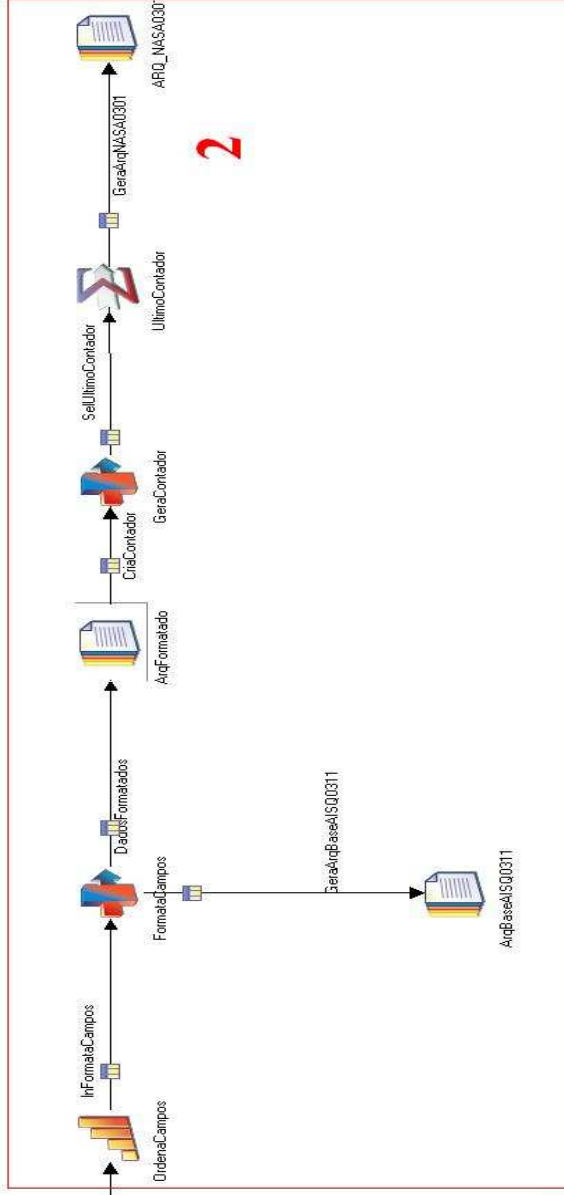 OrdenaCampos
InFormataCampos
FormataCampos
DadosFormatados
GeraArqBaseAISQ0311
ArqBaseAISQ0311
ArqFormatado
CriaContador
GeraContador
SelUltimoContador
UltimoContador
GeraArqNASA0301
ARQ_NASA0301
2